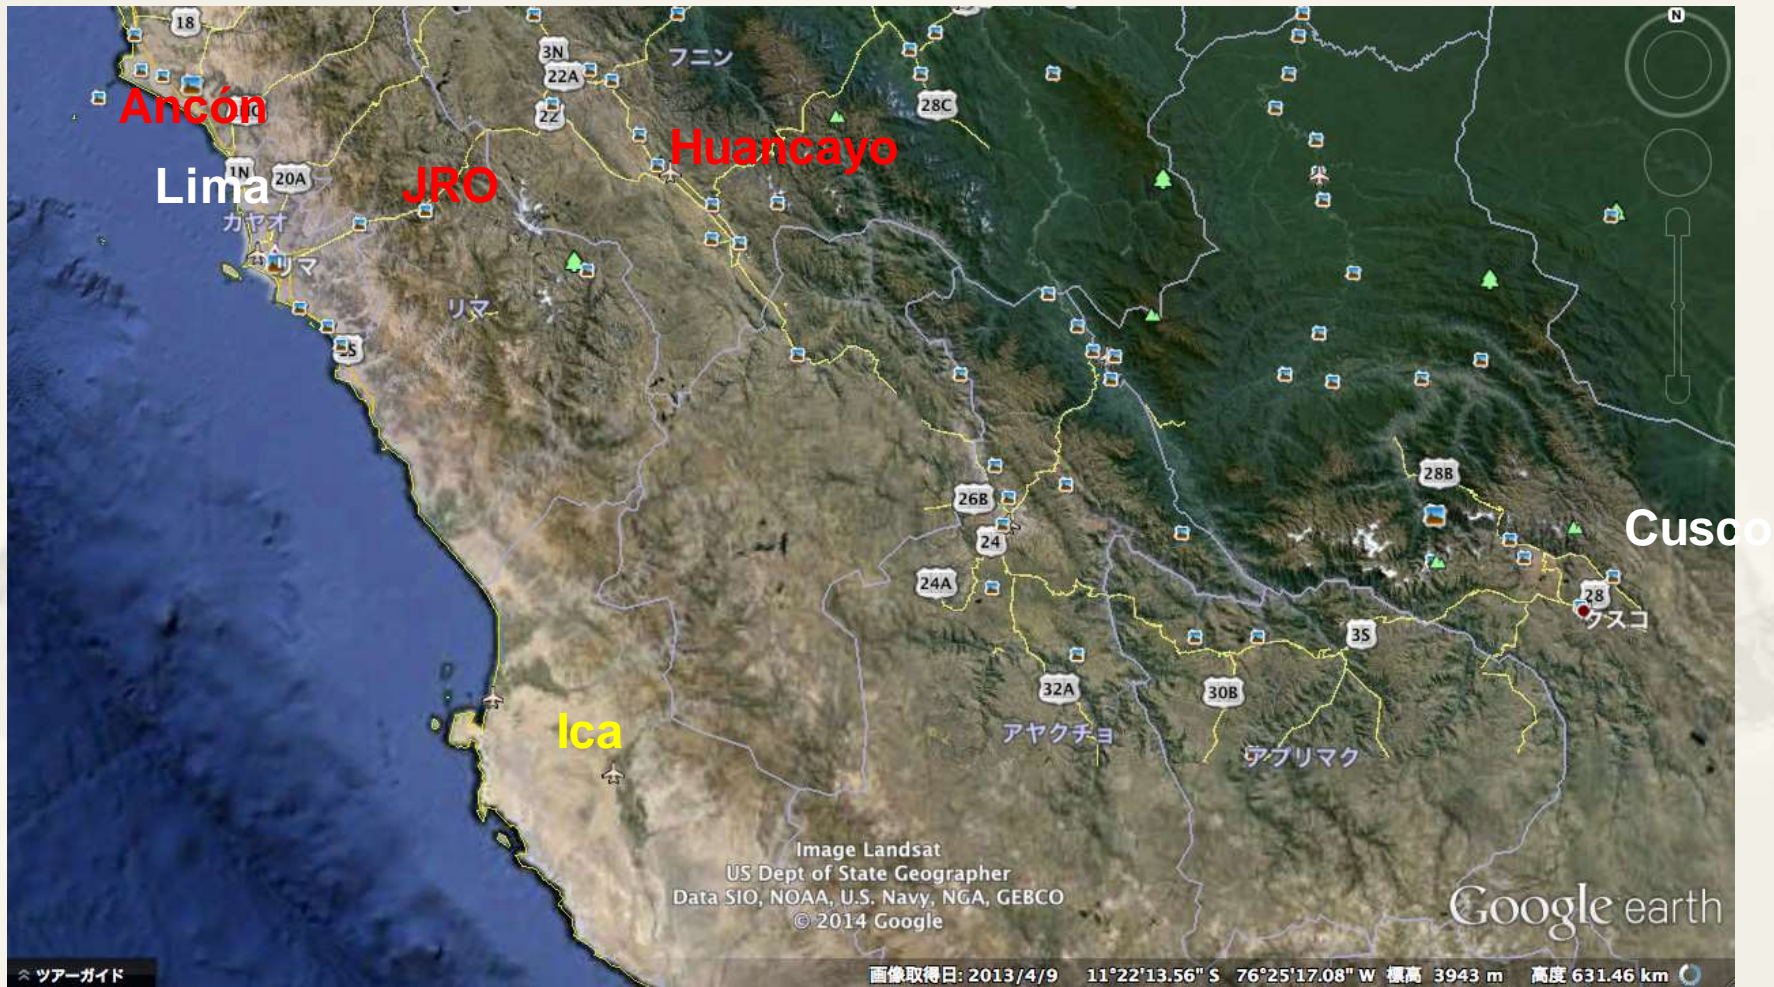 18
N
3N
フニン
22A
Ancón
28C
22
Huancayo
1N
20A
Lima
JRO
カヤオ
リマ
リマ
28B
26B
Cusco
24
24A
28
クスコ
3S
32A
30B
Ica
アヤクチョ
アプリマク
Image Landsat
US Dept of State Geographer
Data SIO, NOAA, U.S. Navy, NGA, GEBCO
© 2014 Google
Google earth
ツアーガイド
画像取得日: 2013/4/9 11°22'13.56" S 76°25'17.08" W 標高 3943 m 高度 631.46 km